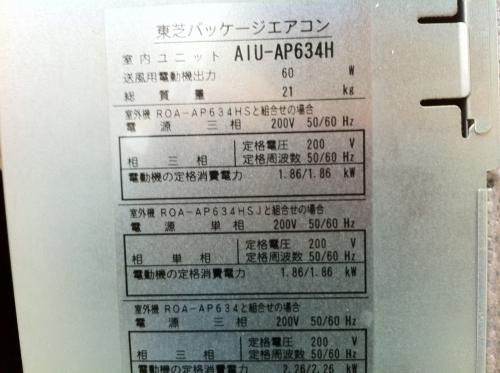 東芝パッケージエアコン
室内ユニット AIU-AP634H
送風用電動機出力 60 W
総質量 21 kg
室外機 ROA-AP634HSと組合せの場合
電源 三相 200V 50/60 Hz
定格電圧 200 V
相 三相 定格周波数 50/60 Hz
電動機の定格消費電力 1.86/1.86 kW
室外機 ROA-AP634HSJと組合せの場合
電源 単相 200V 50/60 Hz
定格電圧 200 V
相 単相 定格周波数 50/60 Hz
電動機の定格消費電力 1.86/1.86 kW
室外機 ROA-AP634と組合せの場合
電源 三相 200V 50/60 Hz
定格電圧 200 V
相 三相 定格周波数 50/60 Hz
電動機の定格消費電力 2.26/2.26 kW